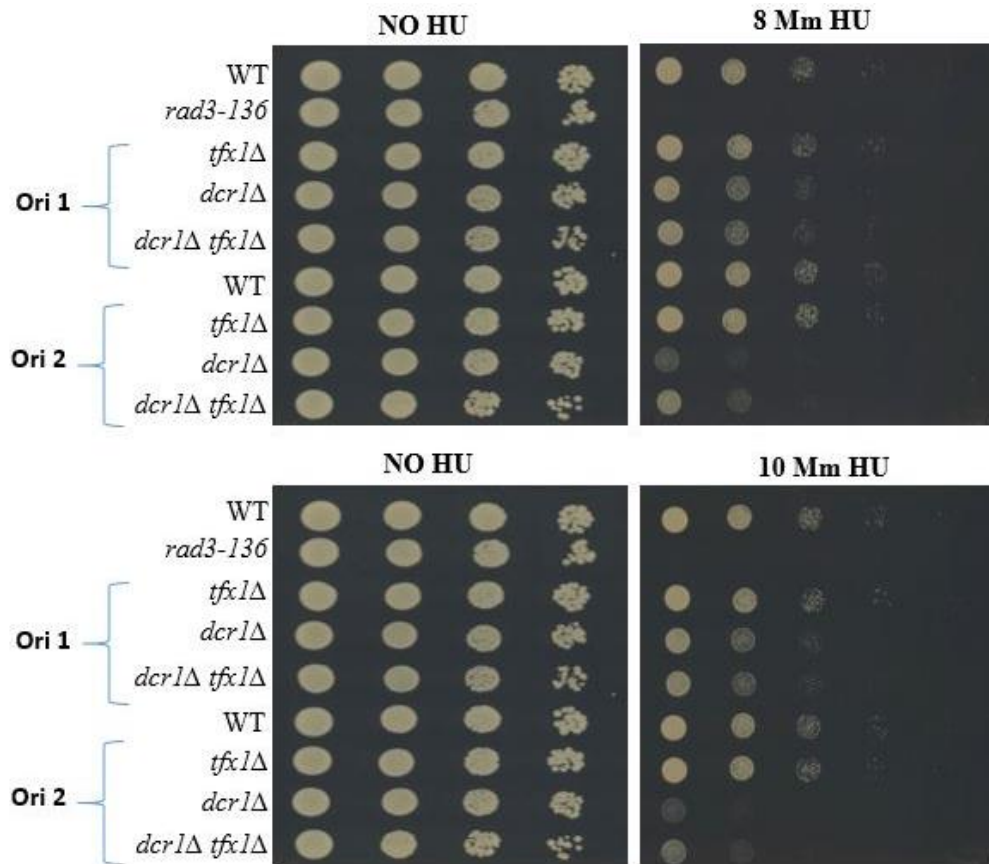 NO HU
8 Mm HU
WT
rad3-136
tfx1Δ
Ori 1
dcr1Δ
dcr1Δ tfx1Δ
WT
tfx1Δ
Ori 2
dcr1Δ
dcr1Δ tfx1Δ
NO HU
10 Mm HU
WT
rad3-136
tfx1Δ
Ori 1
dcr1Δ
dcr1Δ tfx1Δ
WT
tfx1Δ
Ori 2
dcr1Δ
dcr1Δ tfx1Δ